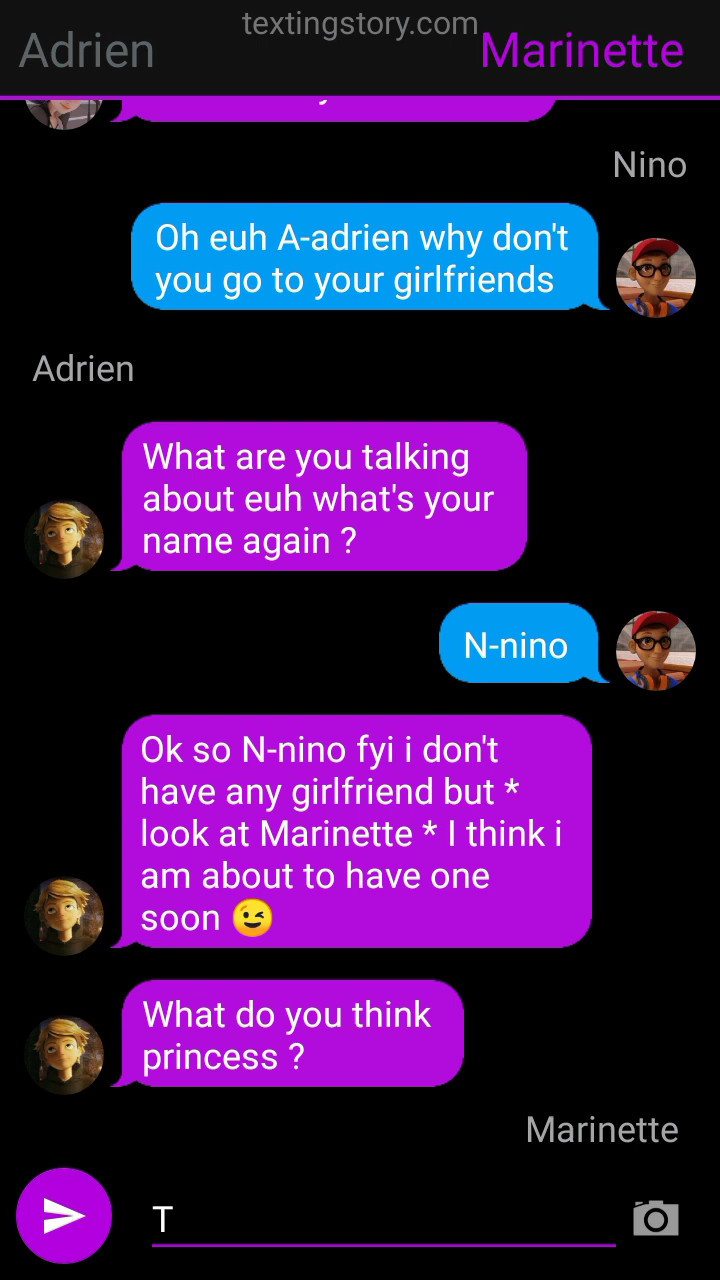 textingstory.com
Adrien
Marinette
Nino
Oh euh A-adrien why don't
you go to your girlfriends
Adrien
What are you talking
about euh what's your
name again ?
N-nino
Ok so N-nino fyi i don't
have any girlfriend but *
look at Marinette * I think i
am about to have one
soon 😉
What do you think
princess ?
Marinette
T